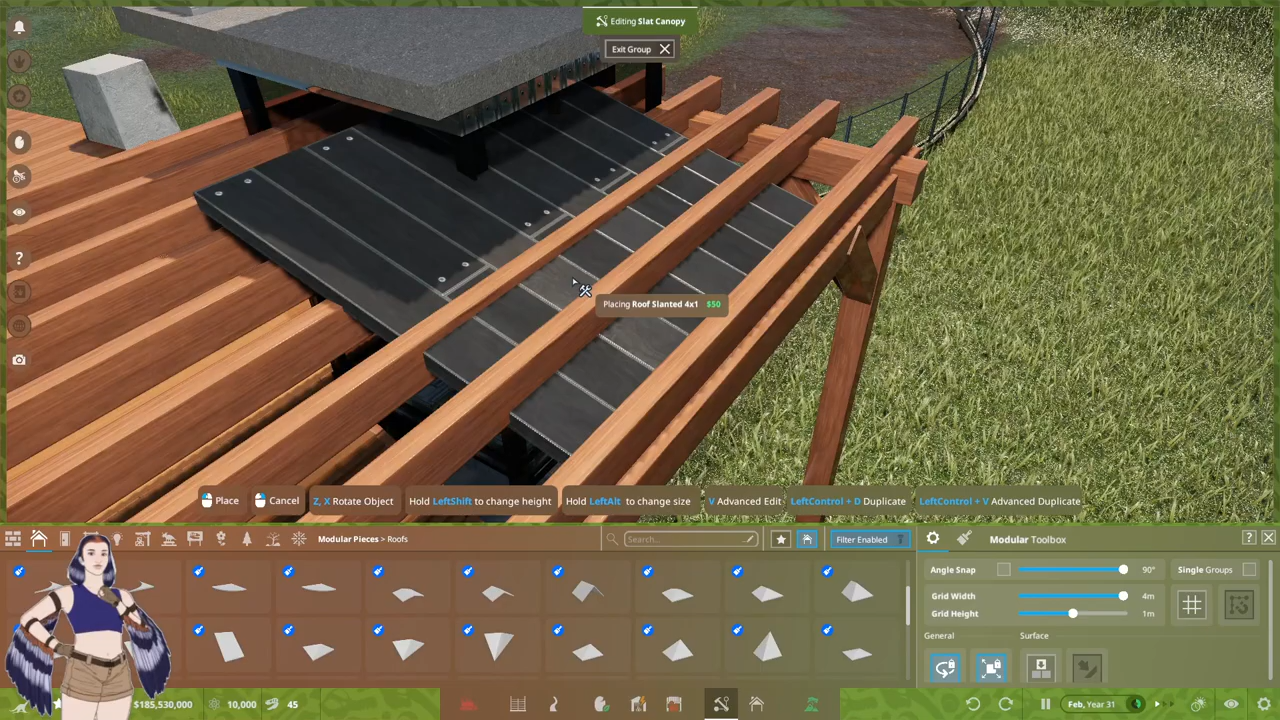 Editing Slat Canopy
Exit Group
Placing Roof Slanted 4x1 $50
Place
Cancel
Z, X Rotate Object
Hold LeftShift to change height
Hold LeftAlt to change size
V Advanced Edit
LeftControl + D Duplicate
LeftControl + V Advanced Duplicate
Modular Pieces > Roofs
Search...
Filter Enabled
Modular Toolbox
?
Angle Snap
90°
Single Groups
Grid Width
4m
Grid Height
1m
General
Surface
$185,530,000
10,000
45
Feb, Year 31